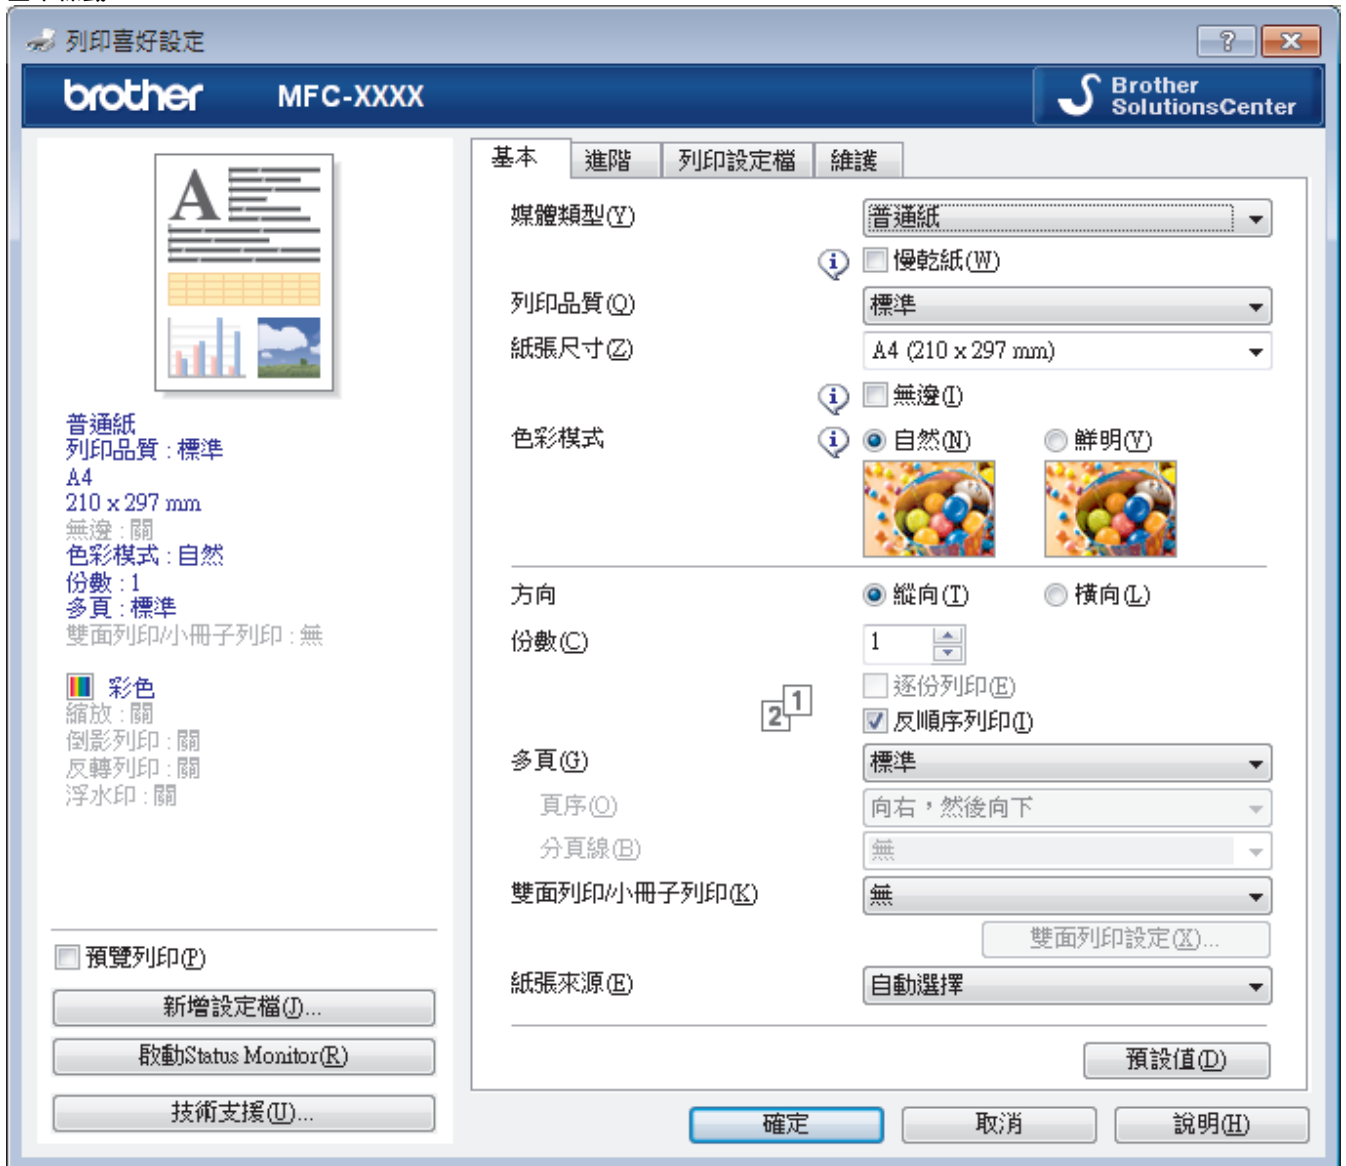 列印喜好設定
brother MFC-XXXX
Brother
SolutionsCenter
普通紙
列印品質 : 標準
A4
210 x 297 mm
無邊 : 關
色彩模式 : 自然
份數 : 1
多頁 : 標準
雙面列印/小冊子列印 : 無
彩色
縮放 : 關
倒影列印 : 關
反轉列印 : 關
浮水印 : 關
預覽列印(P)
新增設定檔(J)...
啟動Status Monitor(R)
技術支援(U)...
基本 進階 列印設定檔 維護
媒體類型(Y) 普通紙
慢乾紙(W)
列印品質(Q) 標準
紙張尺寸(Z) A4 (210 x 297 mm)
無邊(I)
色彩模式 自然(N) 鮮明(V)
方向 縱向(T) 橫向(L)
份數(C) 1
逐份列印(E)
2 1 反順序列印(I)
多頁(G) 標準
頁序(O) 向右，然後向下
分頁線(B) 無
雙面列印/小冊子列印(K) 無
雙面列印設定(X)...
紙張來源(E) 自動選擇
預設值(D)
確定 取消 說明(H)